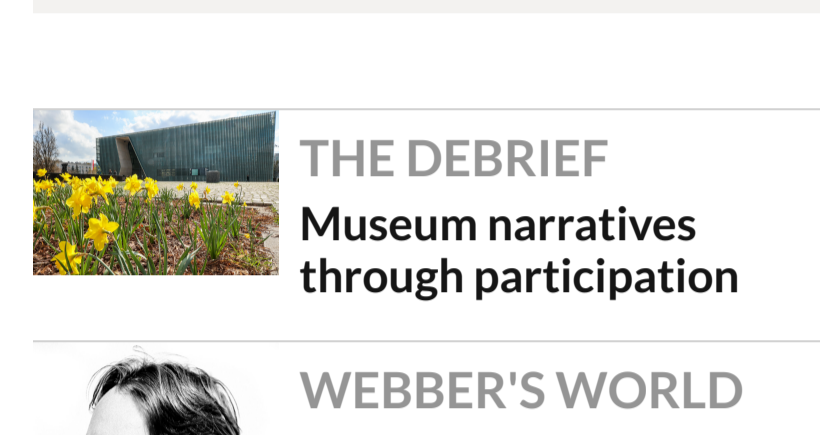 THE DEBRIEF
Museum narratives
through participation
WEBBER'S WORLD